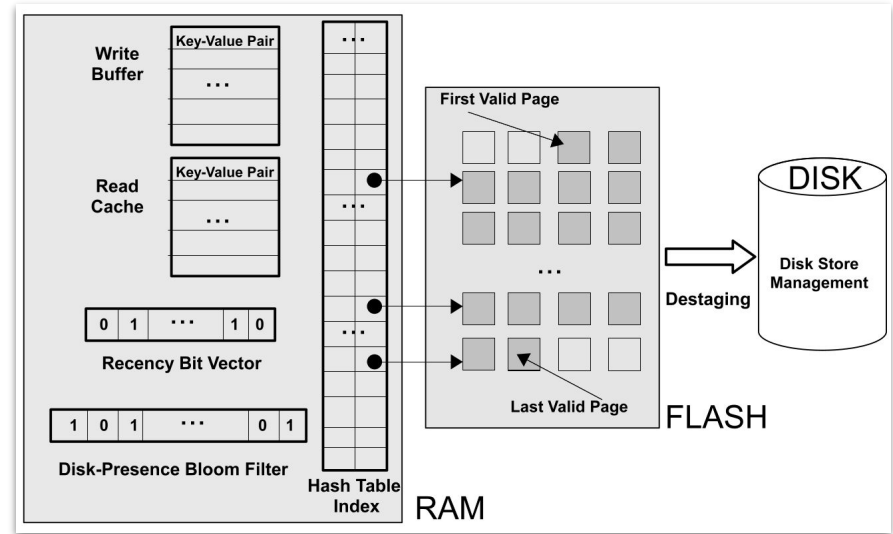 Write
Buffer
Key-Value Pair
...
Read
Cache
Key-Value Pair
...
0 1 ... 1 0
Recency Bit Vector
1 0 1 ... 0 1
Disk-Presence Bloom Filter
...
...
...
Hash Table
Index
RAM
First Valid Page
...
Last Valid Page
FLASH
Destaging
DISK
Disk Store
Management